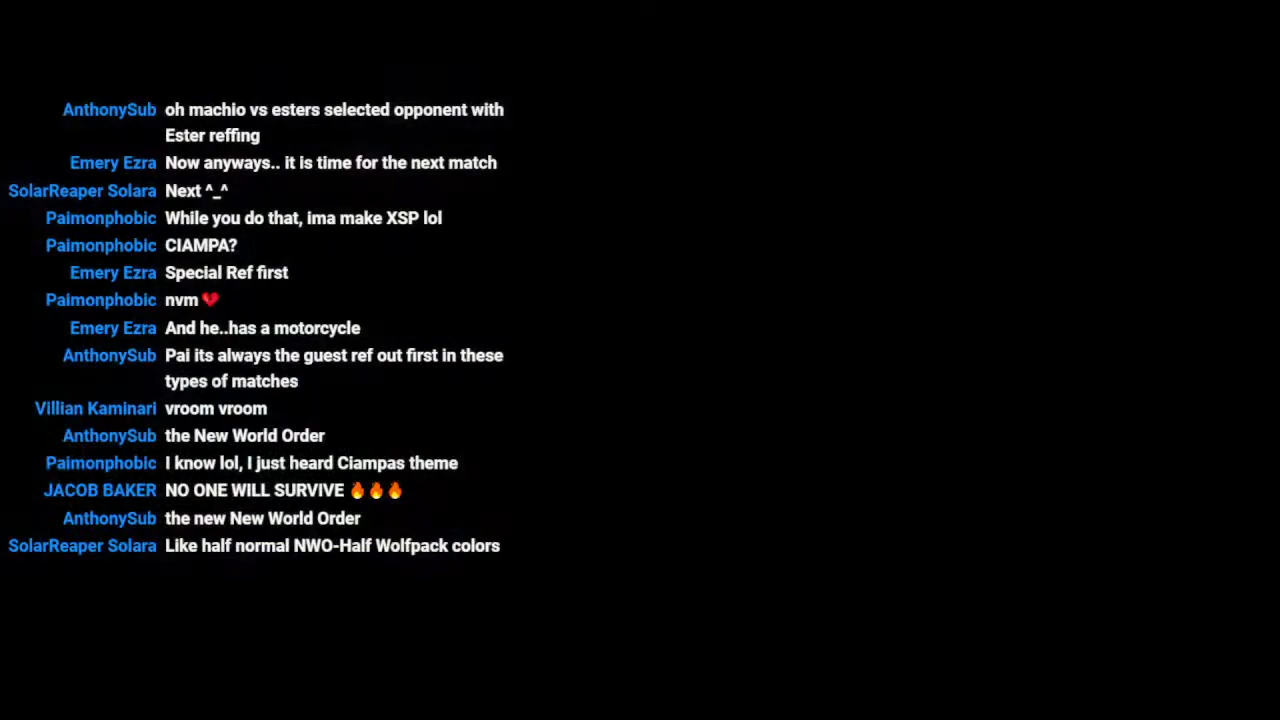 AnthonySub oh machio vs esters selected opponent with
Ester reffing
Emery Ezra Now anyways.. it is time for the next match
SolarReaper Solara Next ^_^
Paimonphobic While you do that, ima make XSP lol
Paimonphobic CIAMPA?
Emery Ezra Special Ref first
Paimonphobic nvm 💔
Emery Ezra And he..has a motorcycle
AnthonySub Pai its always the guest ref out first in these
types of matches
Villian Kaminari vroom vroom
AnthonySub the New World Order
Paimonphobic I know lol, I just heard Ciampas theme
JACOB BAKER NO ONE WILL SURVIVE 🔥🔥🔥
AnthonySub the new New World Order
SolarReaper Solara Like half normal NWO-Half Wolfpack colors